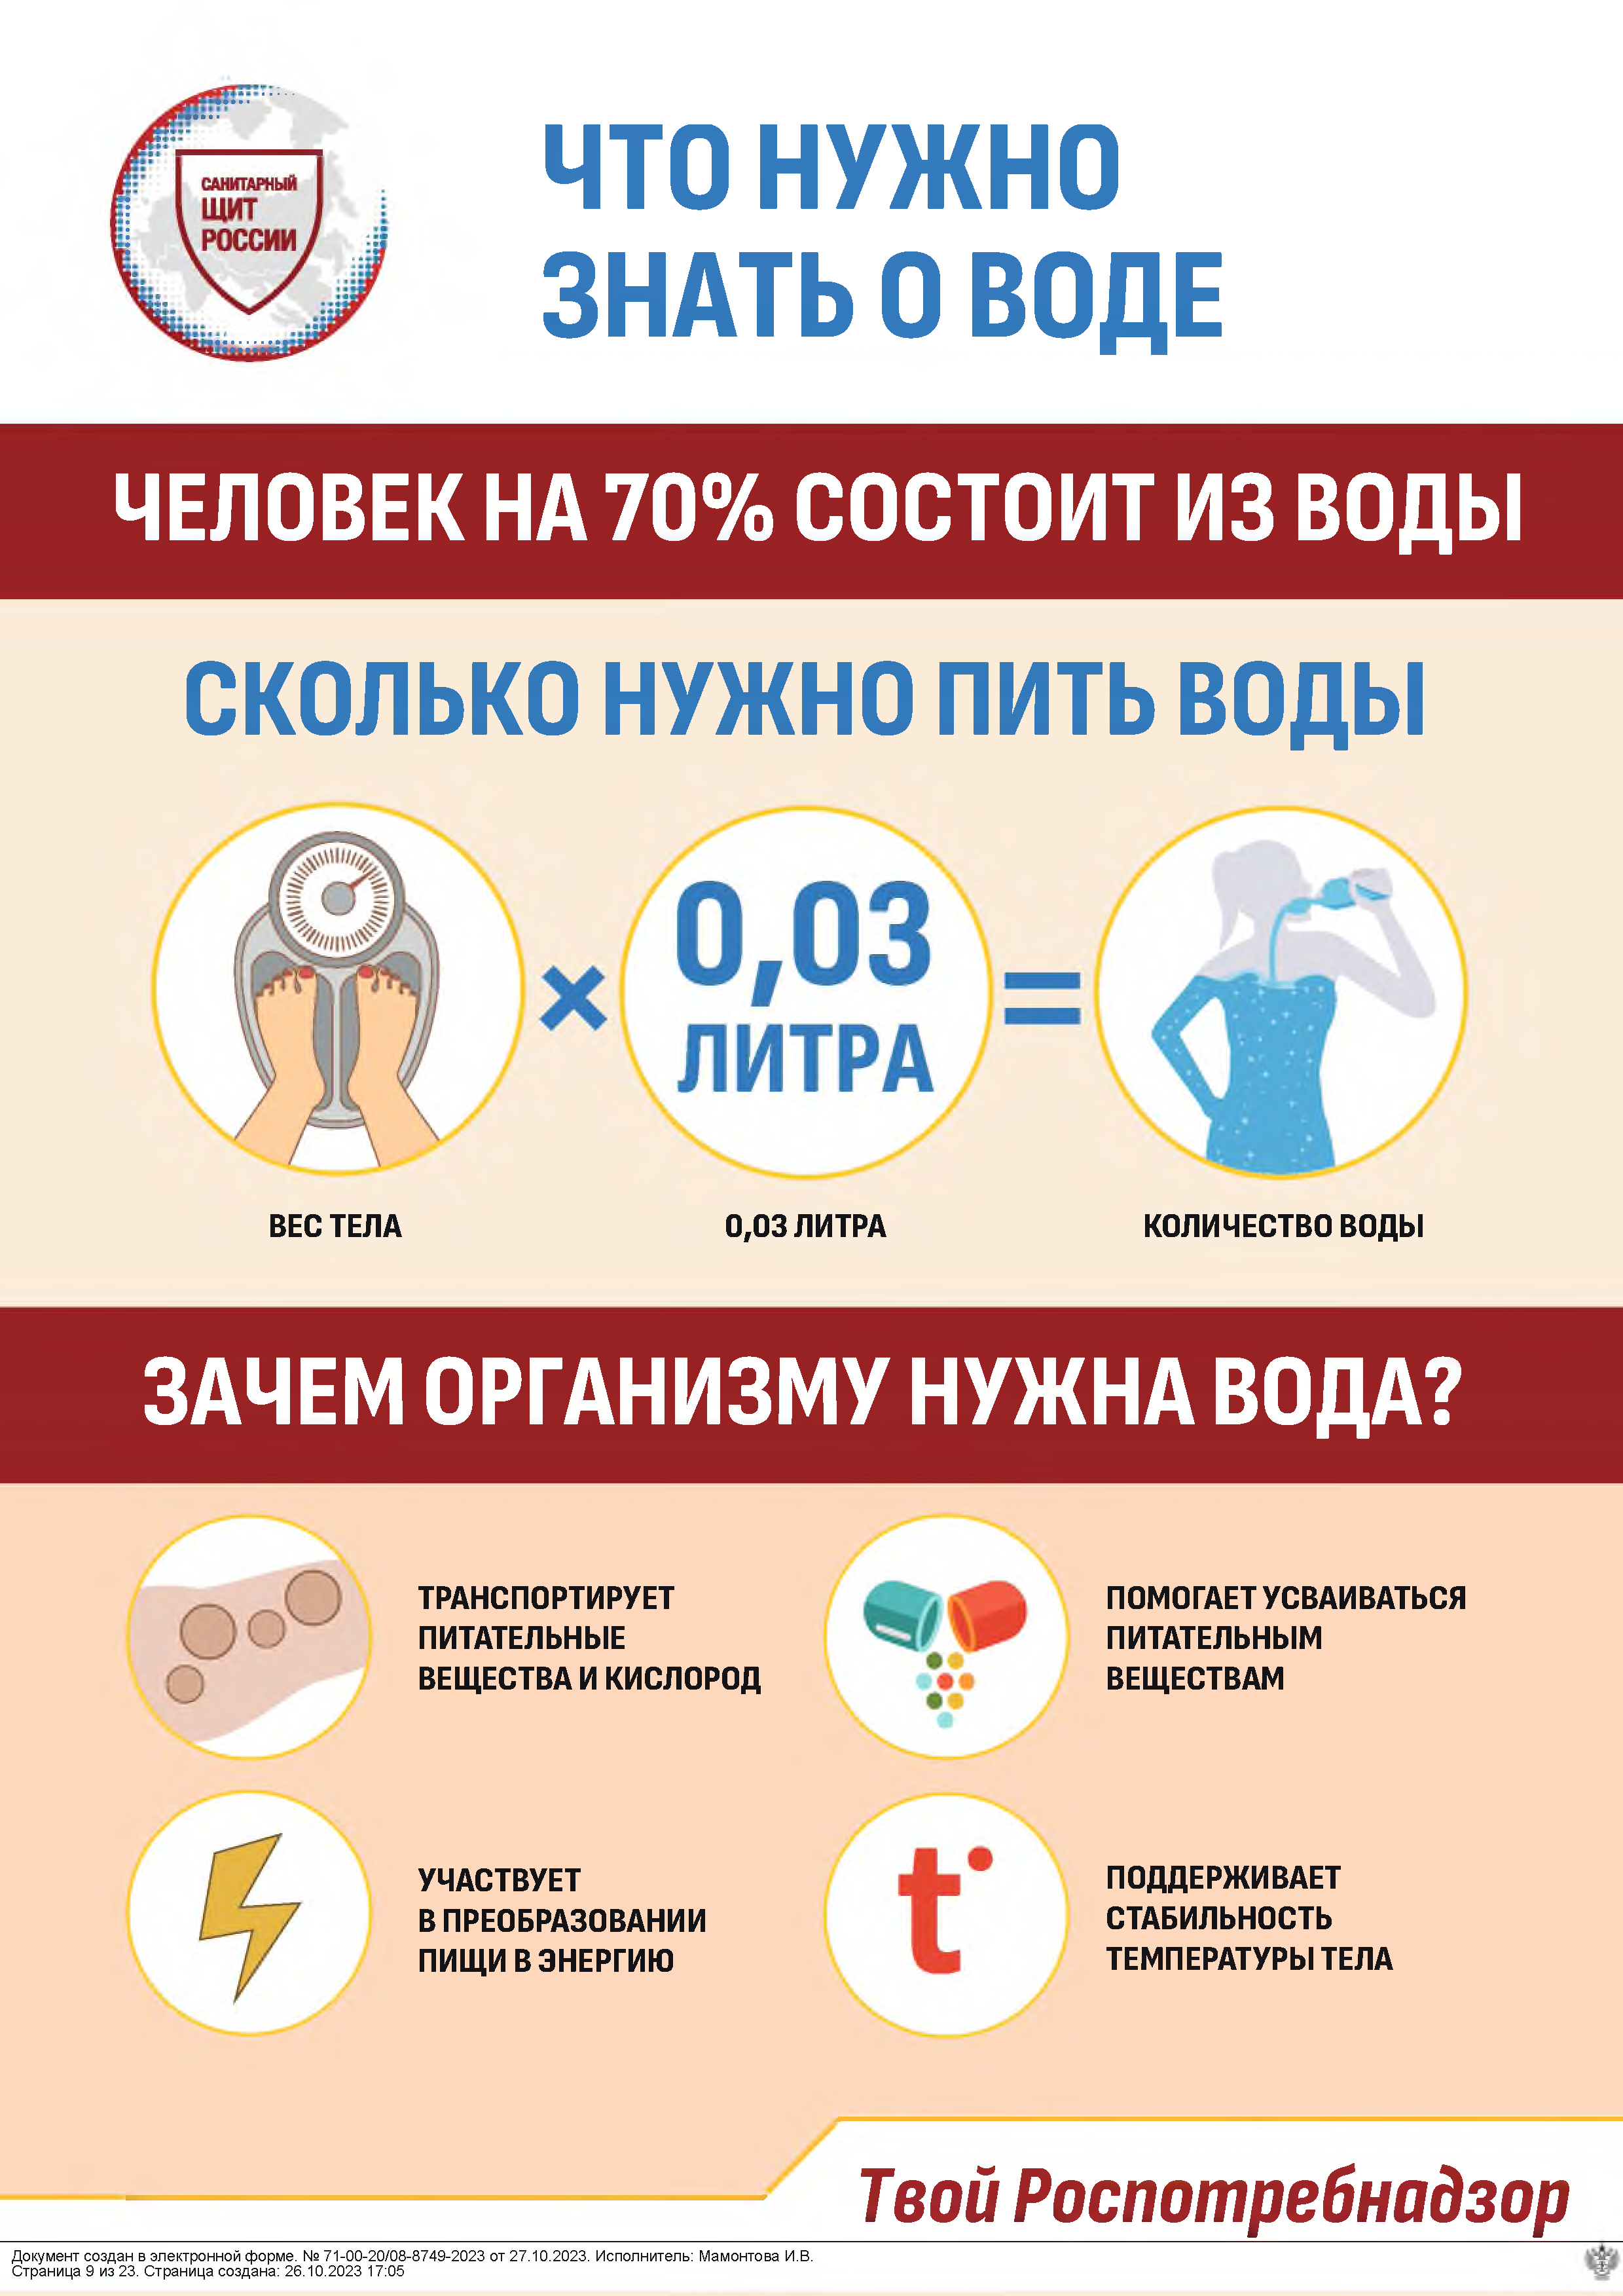 САНИТАРНЫЙ
ЩИТ
РОССИИ
ЧТО НУЖНО
ЗНАТЬ О ВОДЕ
ЧЕЛОВЕК НА 70% СОСТОИТ ИЗ ВОДЫ
СКОЛЬКО НУЖНО ПИТЬ ВОДЫ
0,03
ЛИТРА
×
=
ВЕС ТЕЛА
0,03 ЛИТРА
КОЛИЧЕСТВО ВОДЫ
ЗАЧЕМ ОРГАНИЗМУ НУЖНА ВОДА?
ТРАНСПОРТИРУЕТ
ПИТАТЕЛЬНЫЕ
ВЕЩЕСТВА И КИСЛОРОД
ПОМОГАЕТ УСВАИВАТЬСЯ
ПИТАТЕЛЬНЫМ
ВЕЩЕСТВАМ
УЧАСТВУЕТ
В ПРЕОБРАЗОВАНИИ
ПИЩИ В ЭНЕРГИЮ
t°
ПОДДЕРЖИВАЕТ
СТАБИЛЬНОСТЬ
ТЕМПЕРАТУРЫ ТЕЛА
Твой Роспотребнадзор
Документ создан в электронной форме. № 71-00-20/08-8749-2023 от 27.10.2023. Исполнитель: Мамонтова И.В.
Страница 9 из 23. Страница создана: 26.10.2023 17:05